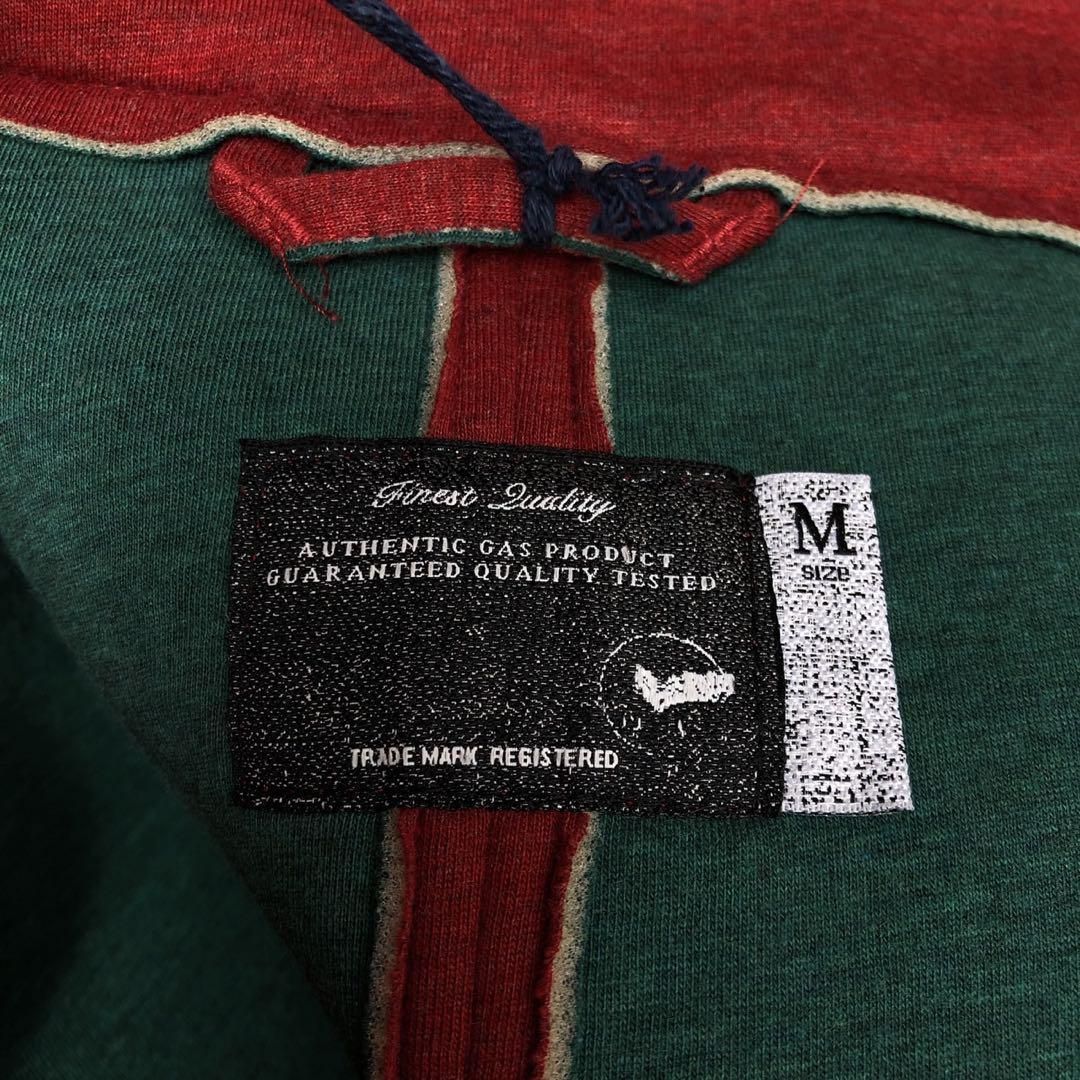 Finest Quality
AUTHENTIC GAS PRODUCT
GUARANTEED QUALITY TESTED
TRADE MARK REGISTERED
M
SIZE